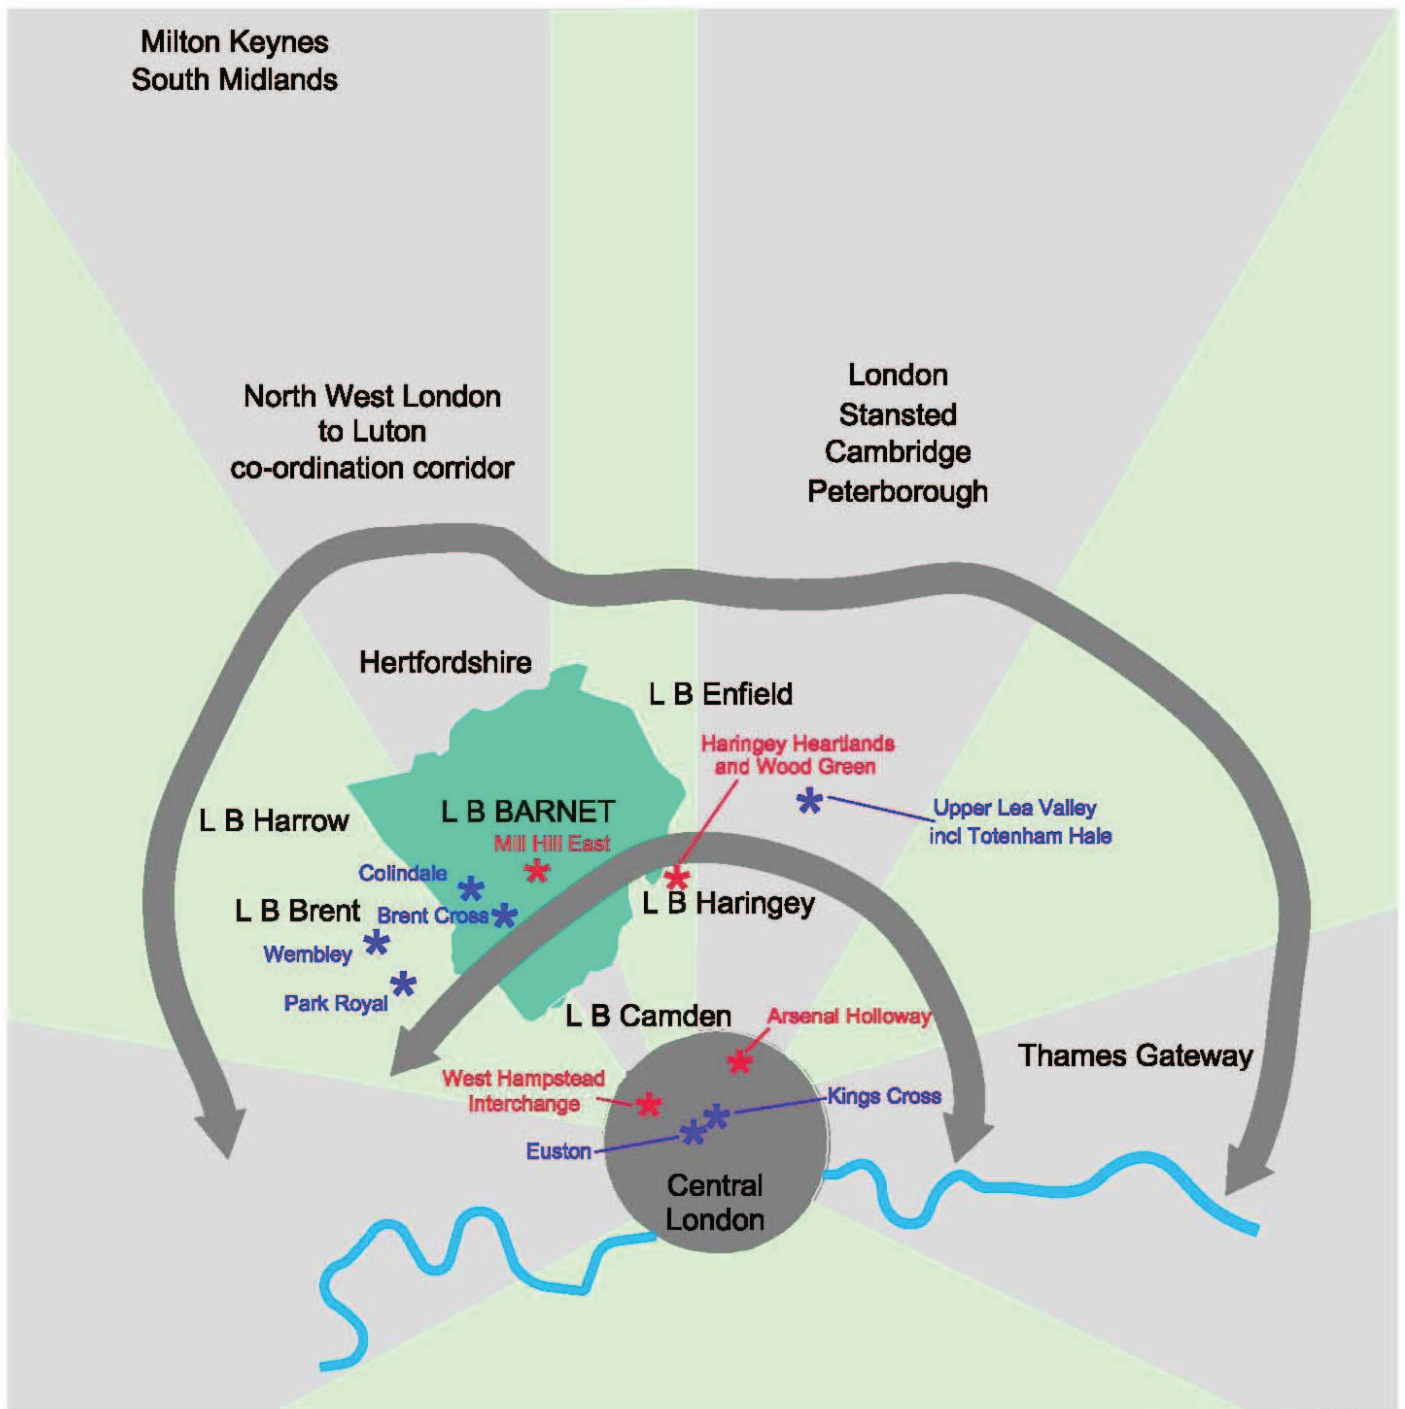 Milton Keynes
South Midlands
North West London
to Luton
co-ordination corridor
London
Stansted
Cambridge
Peterborough
Hertfordshire
L B Enfield
Haringey Heartlands
and Wood Green
L B Harrow
L B BARNET
Mill Hill East
Upper Lea Valley
incl Totenham Hale
Colindale
L B Brent
Brent Cross
L B Haringey
Wembley
Park Royal
L B Camden
Arsenal Holloway
Thames Gateway
West Hampstead
Interchange
Kings Cross
Euston
Central
London